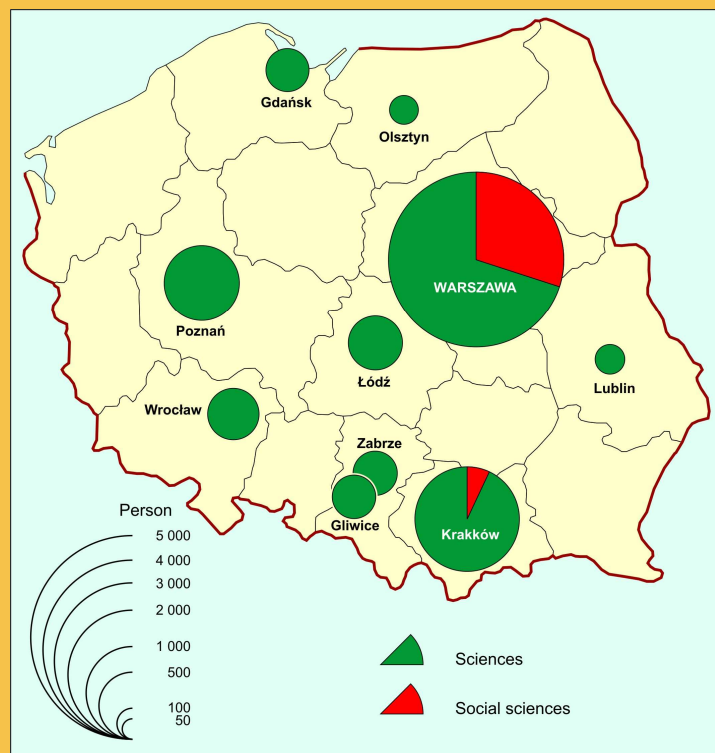 Gdańsk
Olsztyn
WARSZAWA
Poznań
Łódź
Lublin
Wrocław
Zabrze
Gliwice
Krakków
Person
5 000
4 000
3 000
2 000
1 000
500
100
50
Sciences
Social sciences